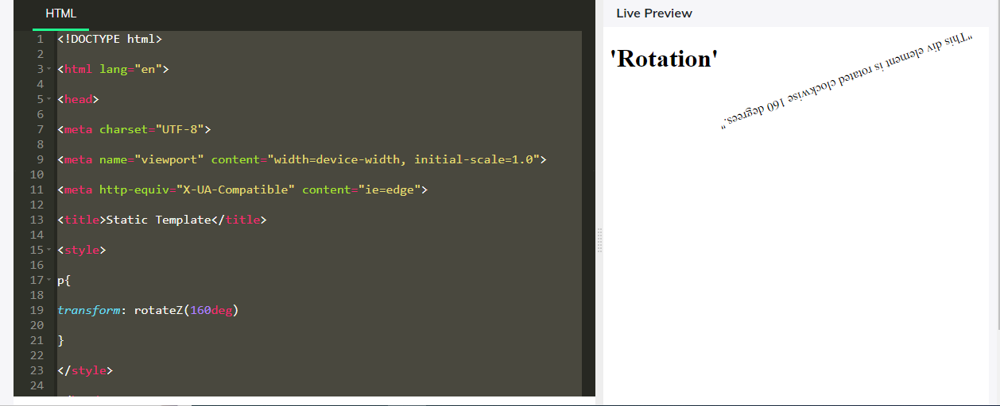 HTML
1 <!DOCTYPE html>
2
3 <html lang="en">
4
5 <head>
6
7 <meta charset="UTF-8">
8
9 <meta name="viewport" content="width=device-width, initial-scale=1.0">
10
11 <meta http-equiv="X-UA-Compatible" content="ie=edge">
12
13 <title>Static Template</title>
14
15 <style>
16
17 p{
18
19 transform: rotateZ(160deg)
20
21 }
22
23 </style>
24
Live Preview
'Rotation'
"This div element is rotated clockwise 160 degrees."